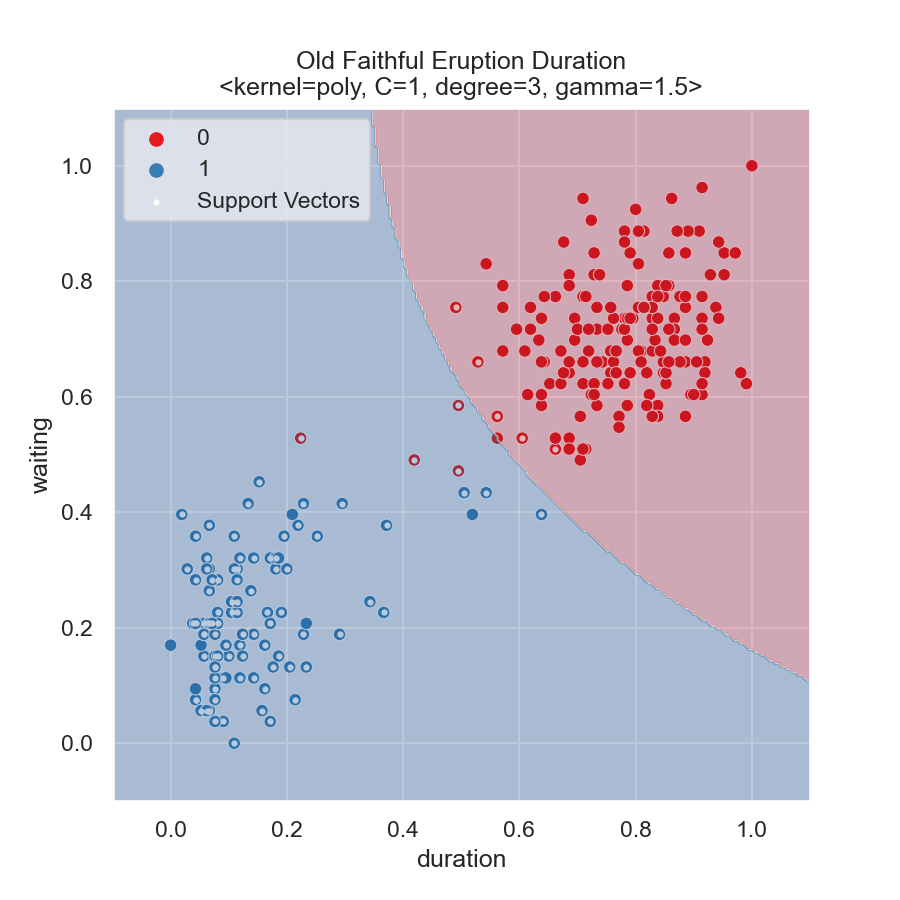 Old Faithful Eruption Duration
<kernel=poly, C=1, degree=3, gamma=1.5>
0
1
Support Vectors
1.0
0.8
0.6
0.4
0.2
0.0
waiting
0.0 0.2 0.4 0.6 0.8 1.0
duration